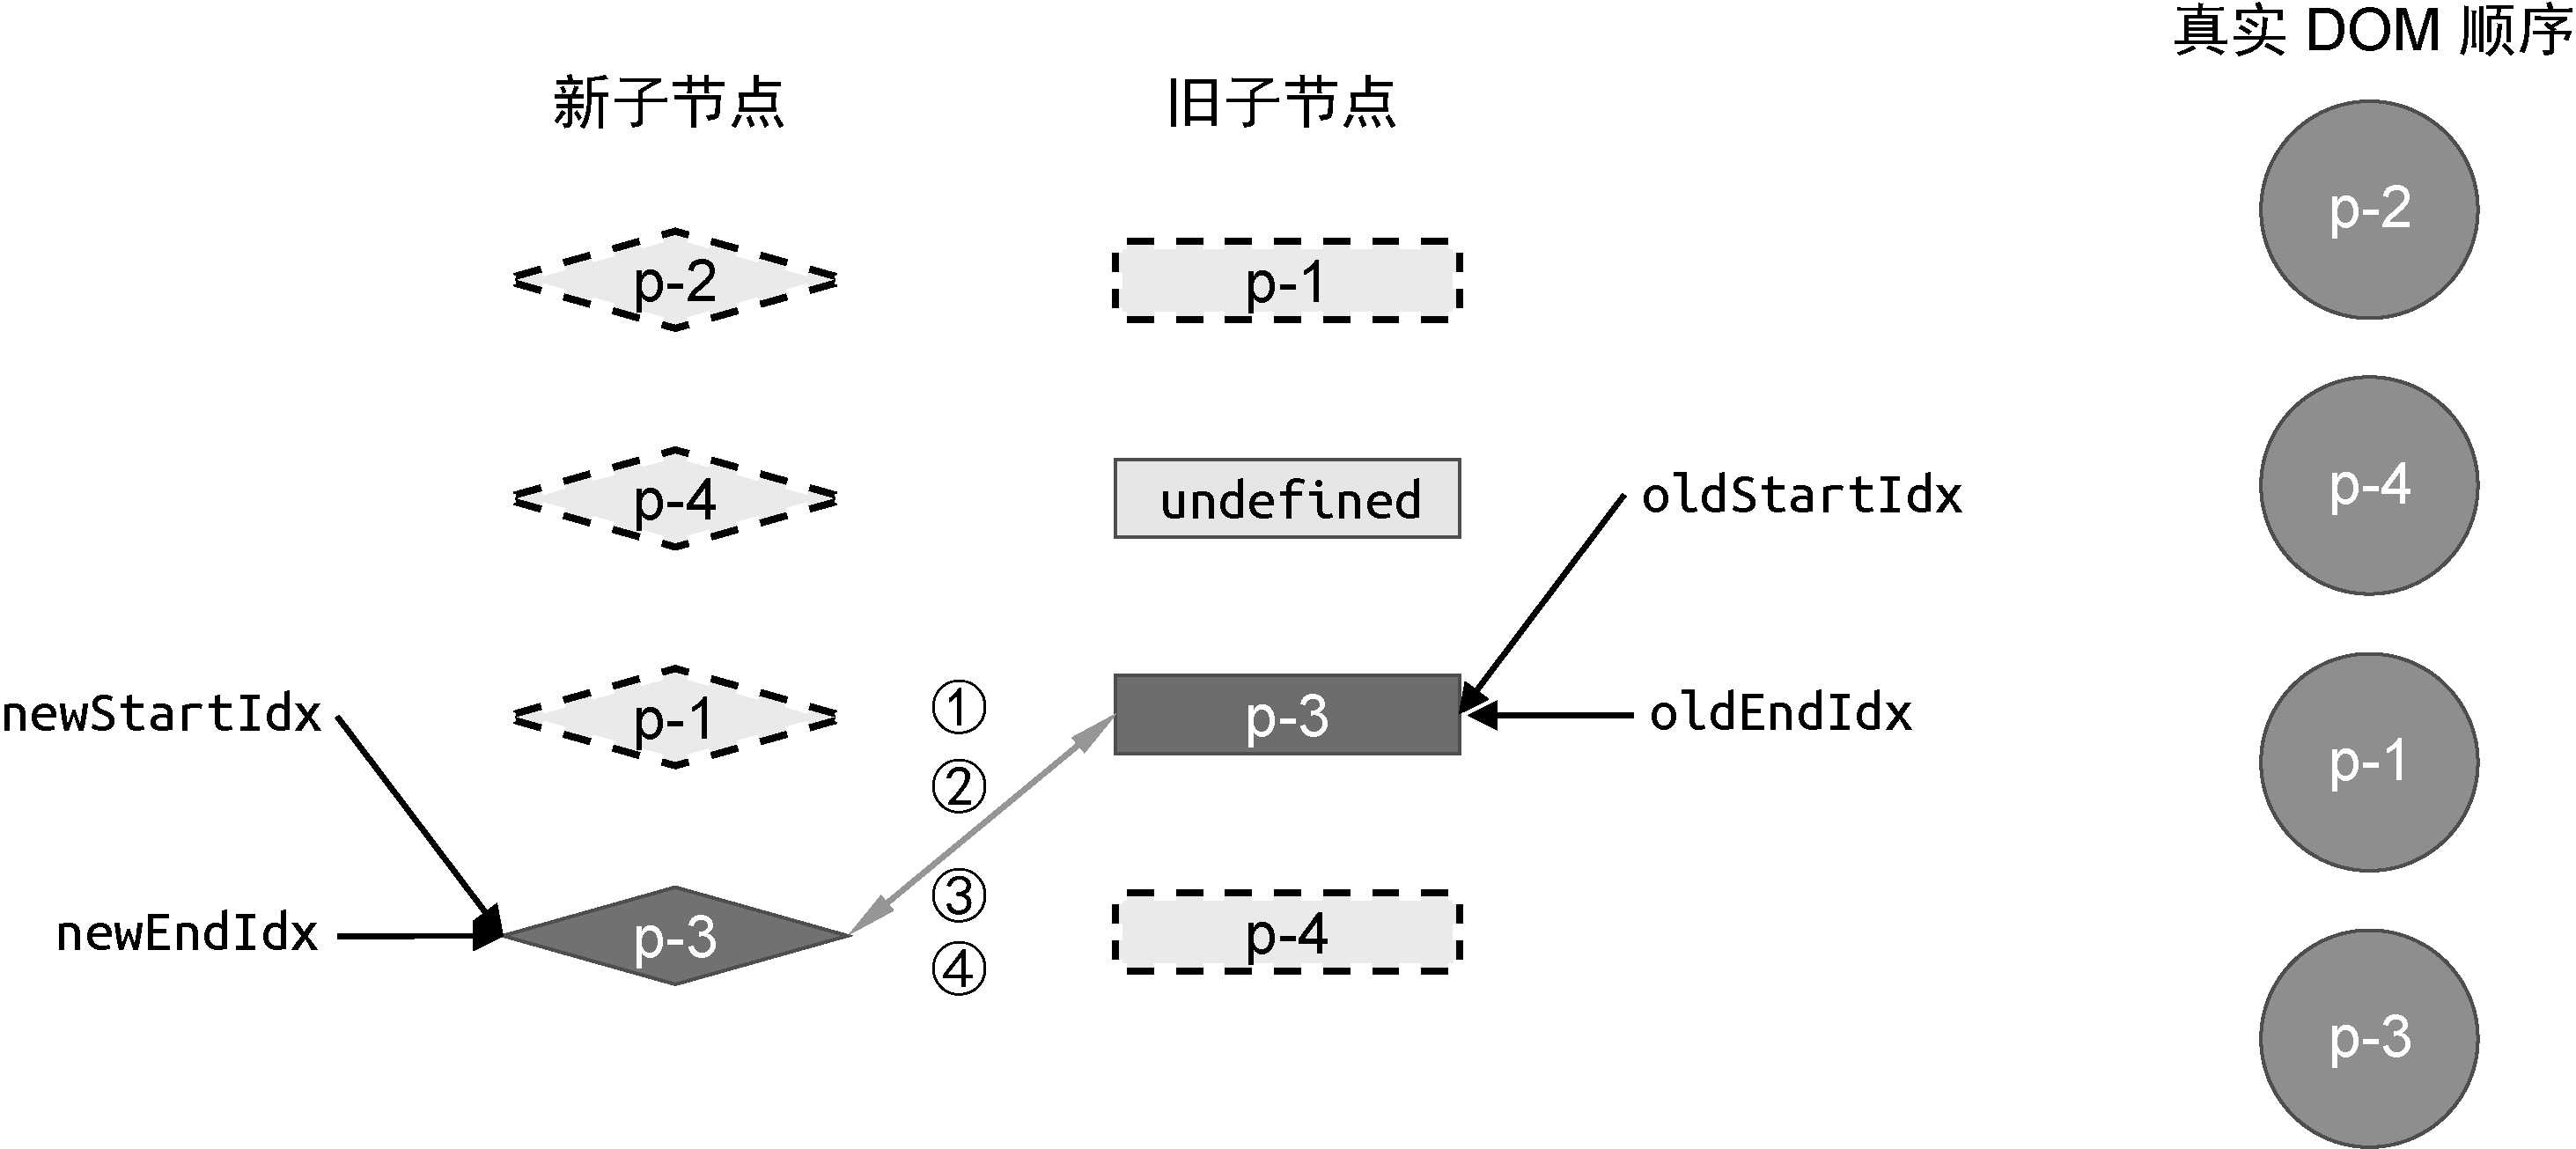 真实 DOM 顺序
新子节点
旧子节点
p-2
p-2
p-1
p-4
undefined
oldStartIdx
p-4
newStartIdx
p-1
①
②
p-3
oldEndIdx
p-1
newEndIdx
p-3
③
④
p-4
p-3